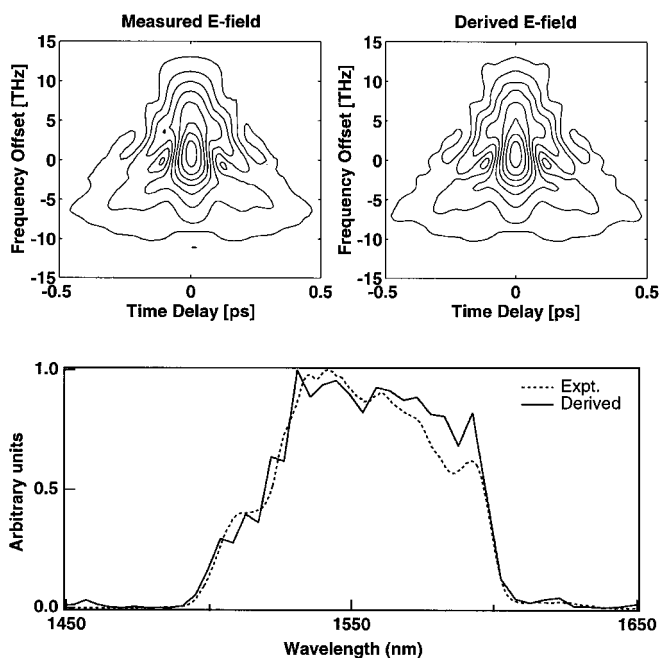 Measured E-field
Derived E-field
Frequency Offset [THz]
15
10
5
0
-5
-10
-15
-0.5
0
0.5
Time Delay [ps]
Frequency Offset [THz]
15
10
5
0
-5
-10
-15
-0.5
0
0.5
Time Delay [ps]
Arbitrary units
1.0
0.5
0.0
Expt.
Derived
1450
1550
1650
Wavelength (nm)